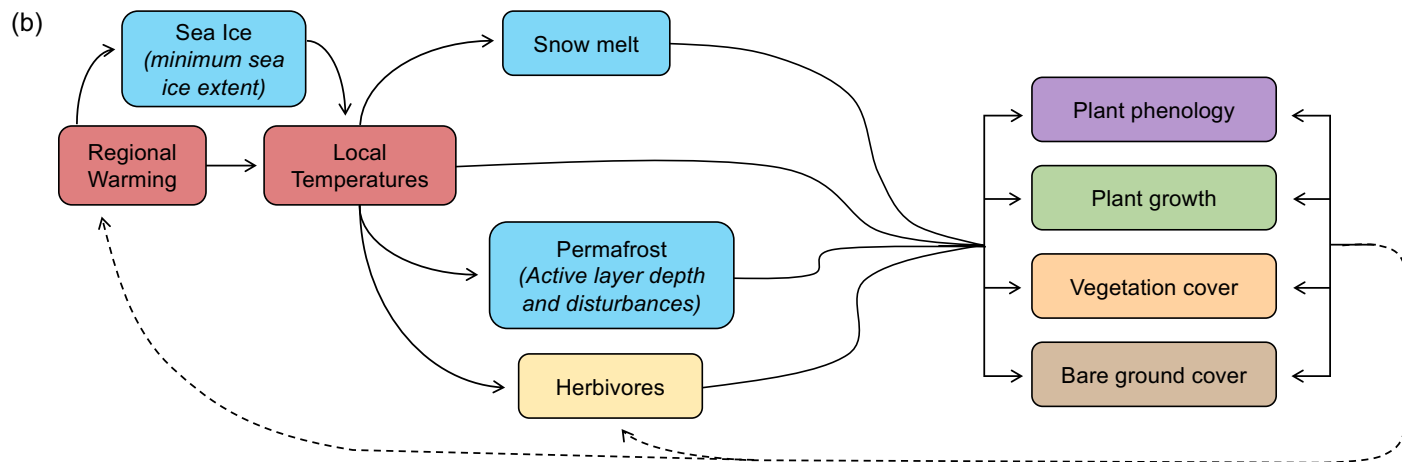 (b)
Sea Ice
(minimum sea
ice extent)
Snow melt
Regional
Warming
Local
Temperatures
Permafrost
(Active layer depth
and disturbances)
Herbivores
Plant phenology
Plant growth
Vegetation cover
Bare ground cover